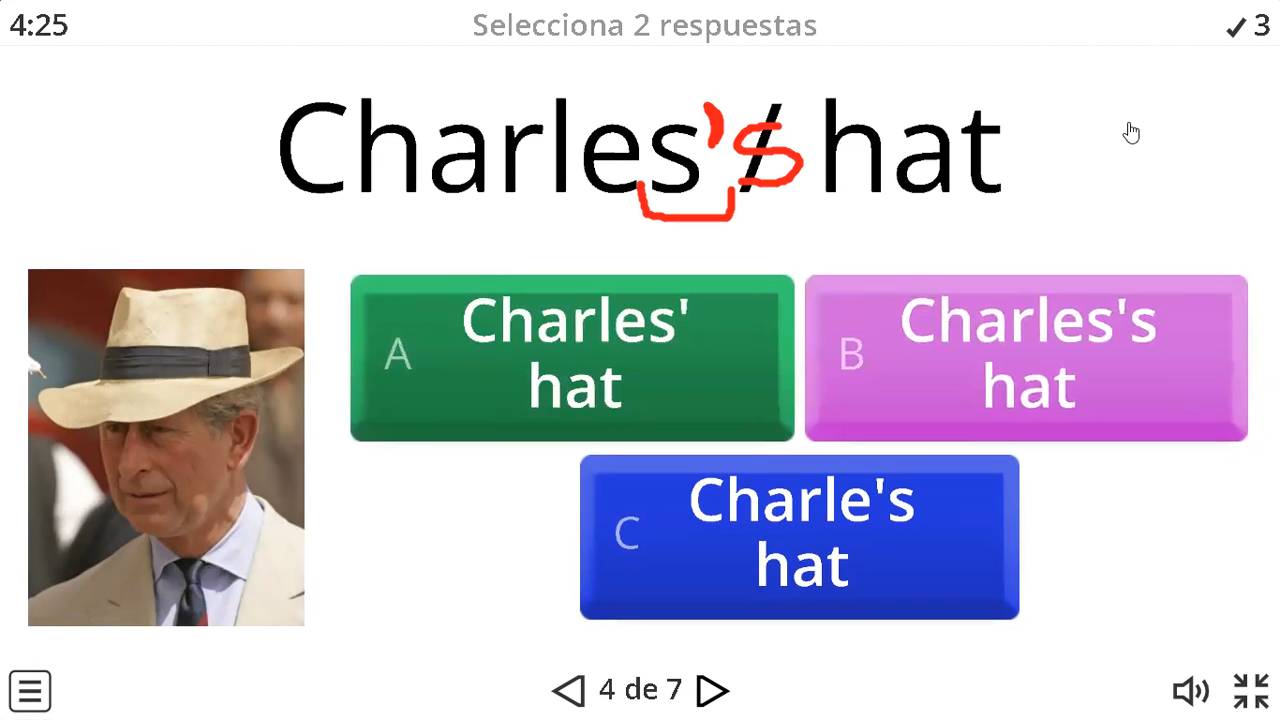 4:25
Selecciona 2 respuestas
✓ 3
Charles's / hat
A
Charles'
hat
B
Charles's
hat
C
Charle's
hat
4 de 7